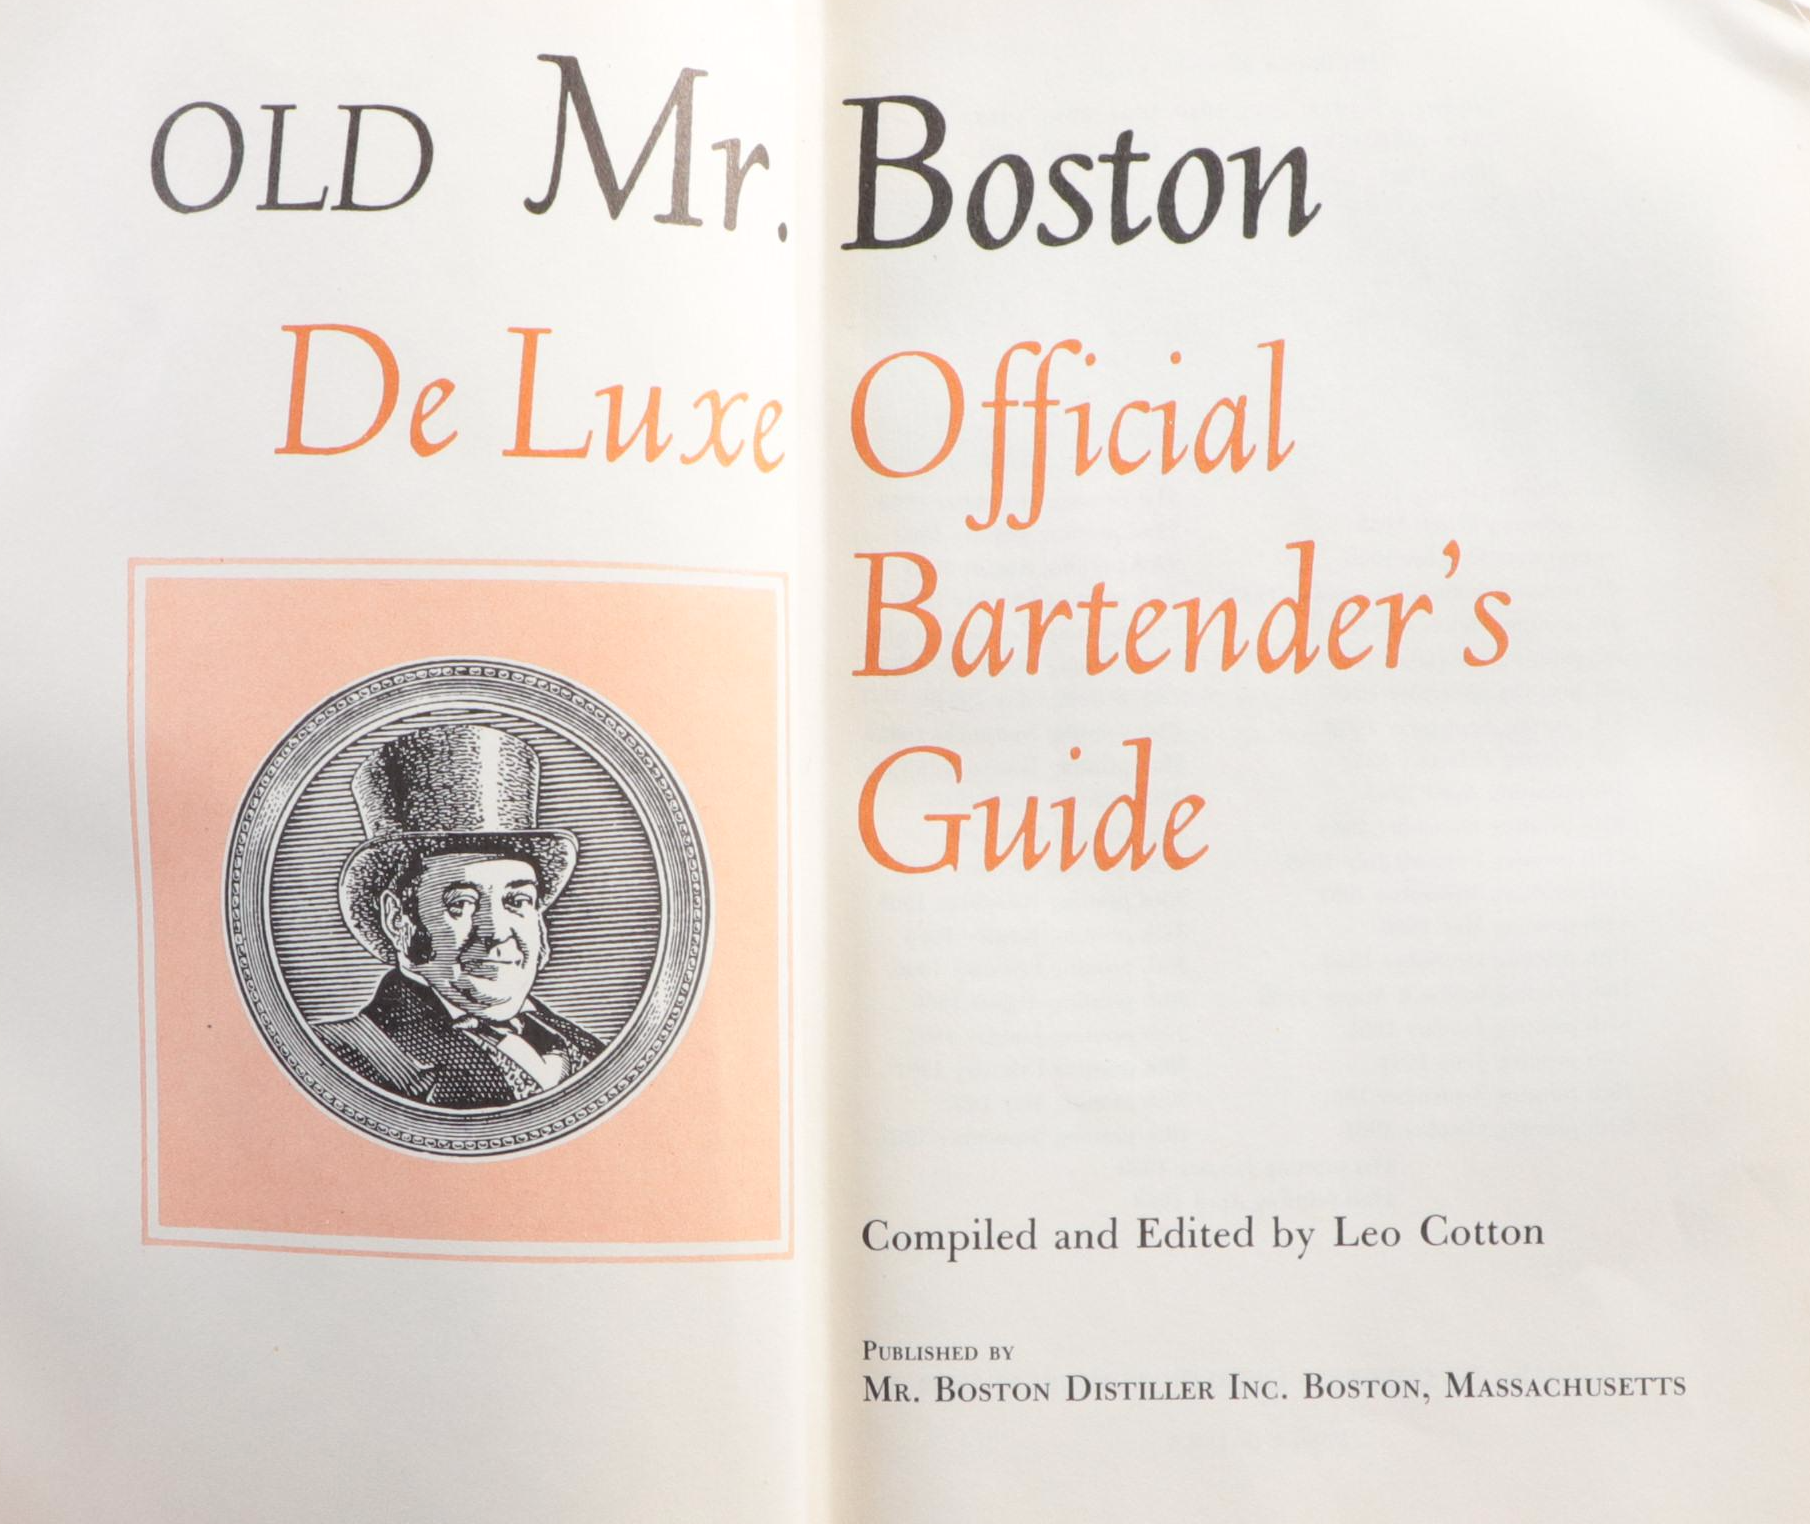 OLD Mr. Boston
De Luxe Official
Bartender's
Guide
Compiled and Edited by Leo Cotton
PUBLISHED BY
MR. BOSTON DISTILLER INC. BOSTON, MASSACHUSETTS